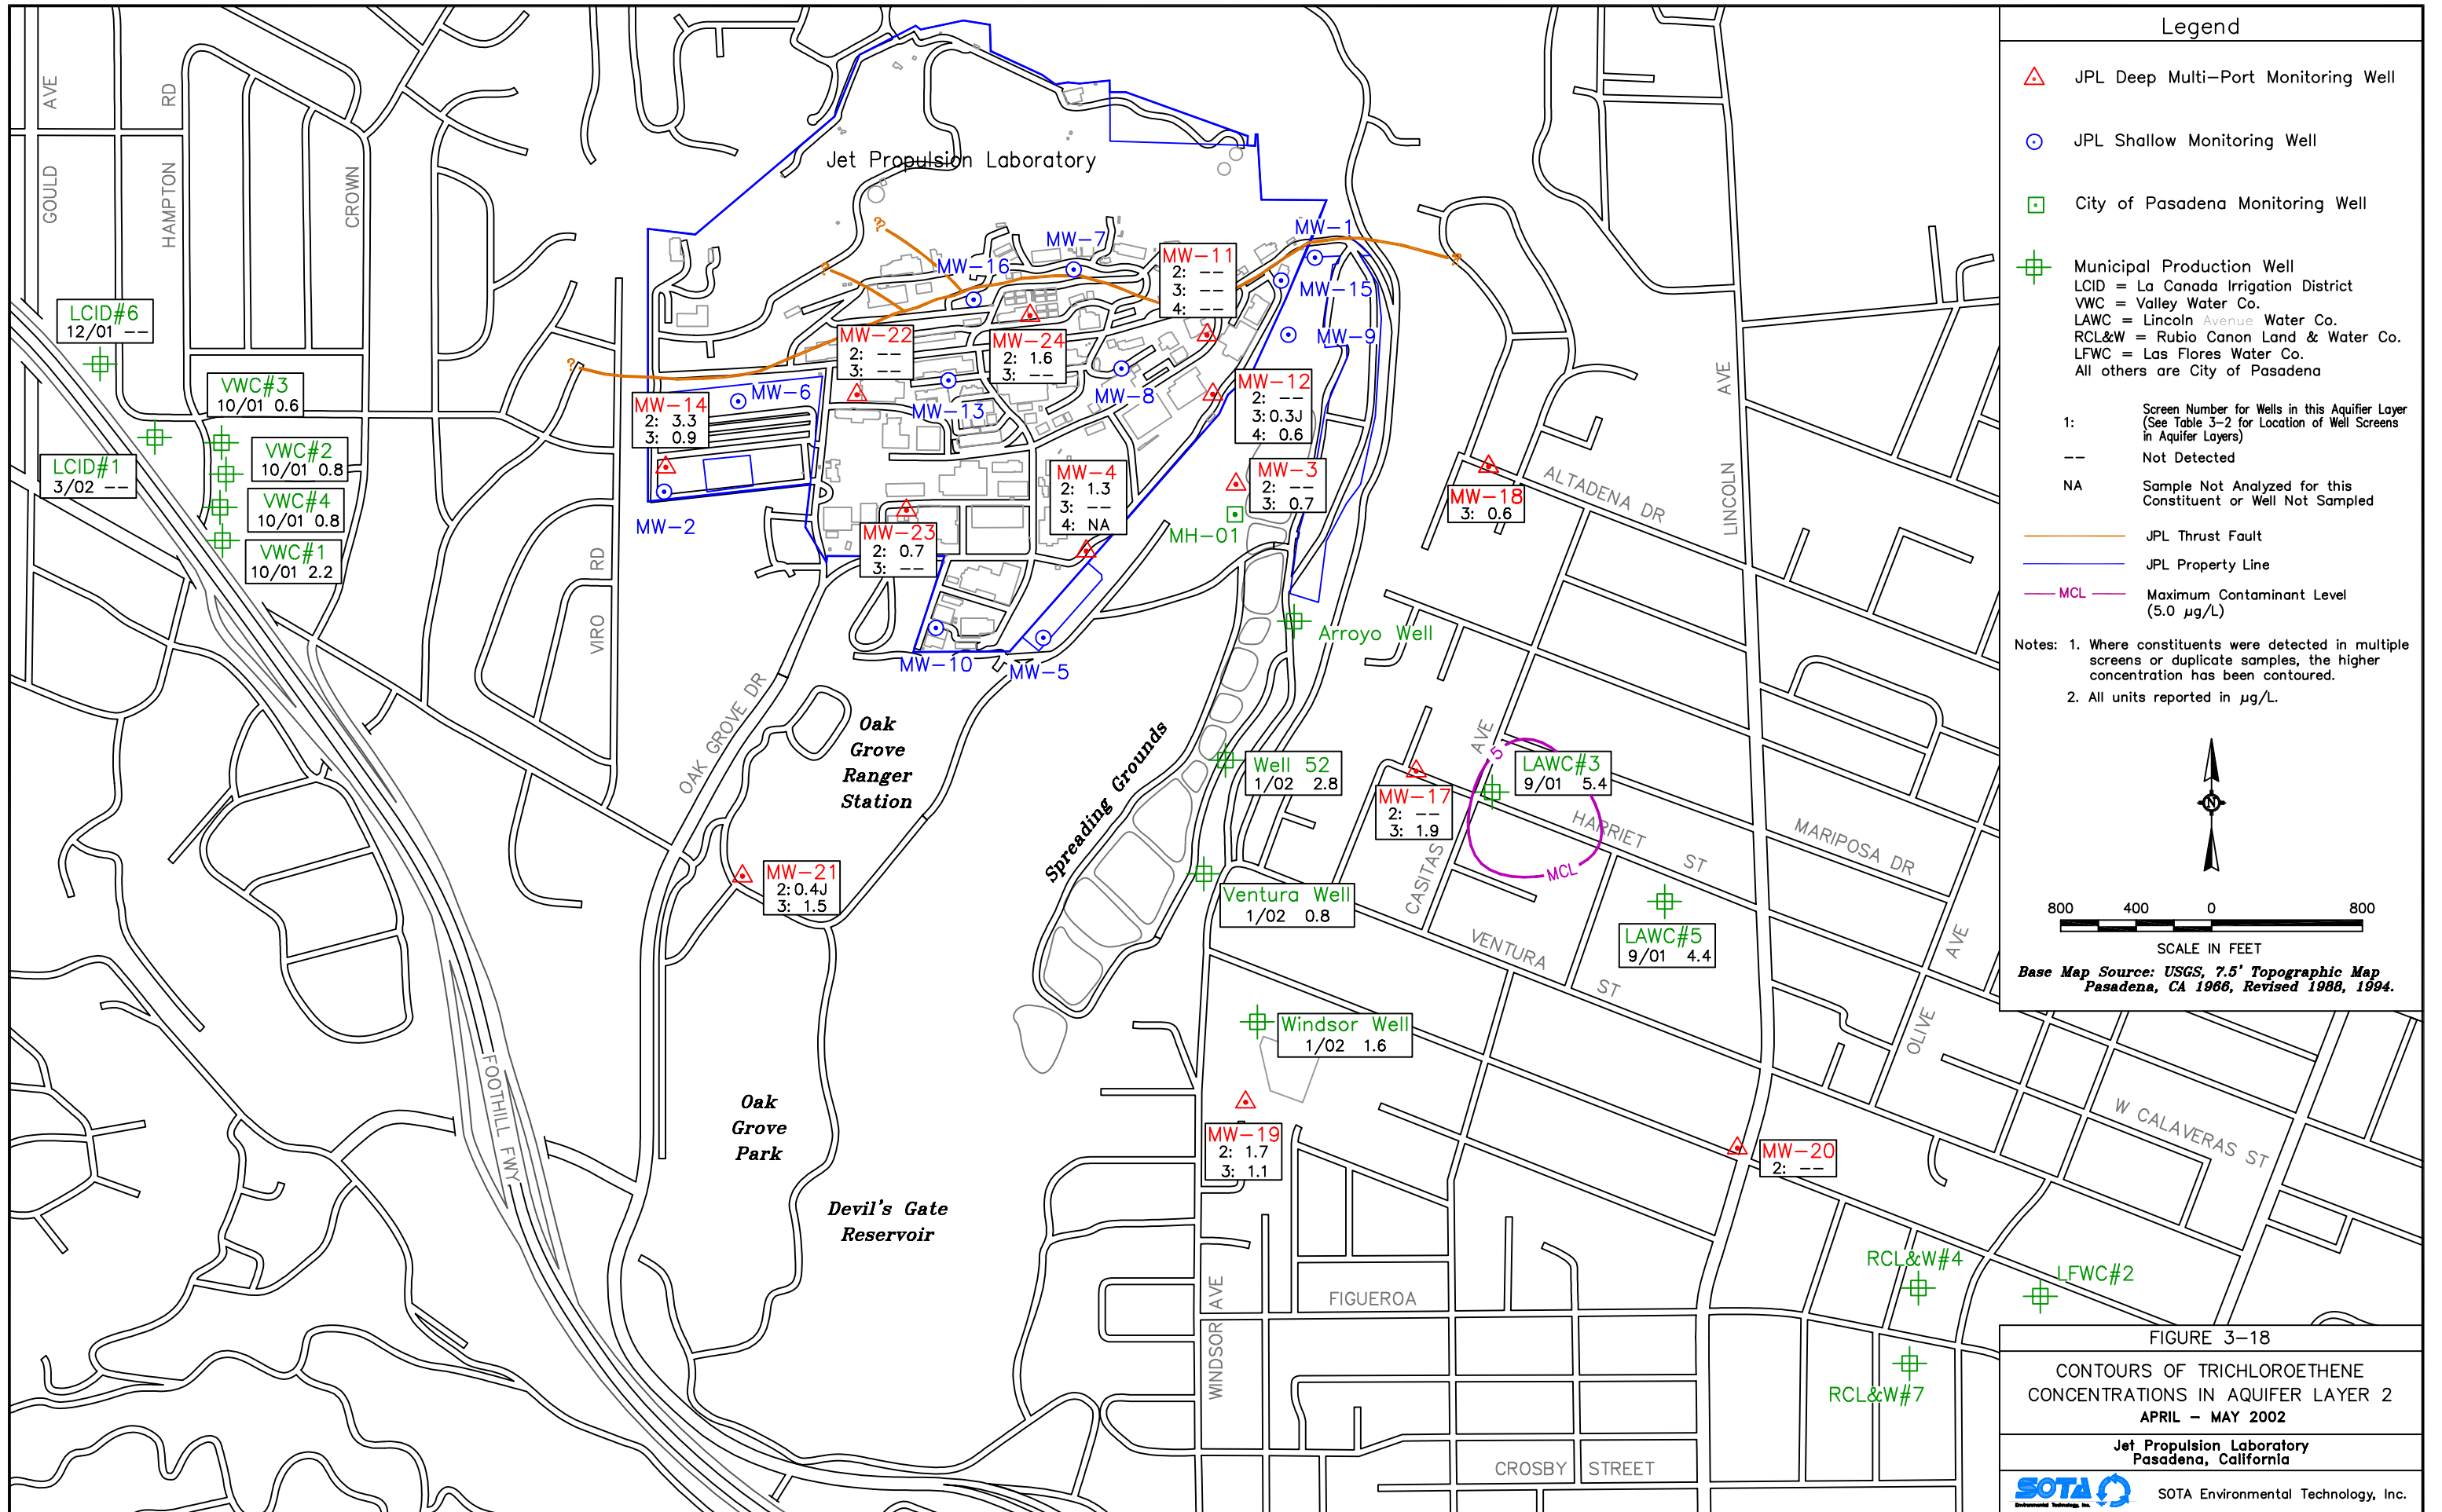 Legend
JPL Deep Multi-Port Monitoring Well
JPL Shallow Monitoring Well
City of Pasadena Monitoring Well
Municipal Production Well
LCID = La Canada Irrigation District
VWC = Valley Water Co.
LAWC = Lincoln Avenue Water Co.
RCL&W = Rubio Canon Land & Water Co.
LFWC = Las Flores Water Co.
All others are City of Pasadena
1: Screen Number for Wells in this Aquifier Layer
(See Table 3-2 for Location of Well Screens
in Aquifer Layers)
-- Not Detected
NA Sample Not Analyzed for this
Constituent or Well Not Sampled
JPL Thrust Fault
JPL Property Line
MCL Maximum Contaminant Level
(5.0 µg/L)
Notes: 1. Where constituents were detected in multiple
screens or duplicate samples, the higher
concentration has been contoured.
2. All units reported in µg/L.
N
800 400 0 800
SCALE IN FEET
Base Map Source: USGS, 7.5' Topographic Map
Pasadena, CA 1966, Revised 1988, 1994.
FIGURE 3-18
CONTOURS OF TRICHLOROETHENE
CONCENTRATIONS IN AQUIFER LAYER 2
APRIL - MAY 2002
Jet Propulsion Laboratory
Pasadena, California
SOTA
Environmental Technology, Inc.
SOTA Environmental Technology, Inc.
GOULD AVE
HAMPTON RD
CROWN
VIRO RD
Jet Propulsion Laboratory
??
?
?
?
LCID#6
12/01 --
VWC#3
10/01 0.6
VWC#2
10/01 0.8
LCID#1
3/02 --
VWC#4
10/01 0.8
VWC#1
10/01 2.2
MW-1
MW-7
MW-16
MW-11
2: --
3: --
4: --
MW-15
MW-9
MW-22
2: --
3: --
MW-24
2: 1.6
3: --
MW-14
2: 3.3
3: 0.9
MW-6
MW-13
MW-8
MW-12
2: --
3: 0.3J
4: 0.6
MW-4
2: 1.3
3: --
4: NA
MW-3
2: --
3: 0.7
MW-2
MW-23
2: 0.7
3: --
MH-01
MW-18
3: 0.6
ALTADENA DR
LINCOLN AVE
MW-10
MW-5
Arroyo Well
OAK GROVE DR
Oak
Grove
Ranger
Station
Spreading Grounds
Well 52
1/02 2.8
5
MCL
LAWC#3
9/01 5.4
MW-17
2: --
3: 1.9
CASITAS AVE
HARRIET ST
MARIPOSA DR
MW-21
2: 0.4J
3: 1.5
Ventura Well
1/02 0.8
LAWC#5
9/01 4.4
VENTURA ST
OLIVE AVE
Windsor Well
1/02 1.6
FOOTHILL FWY
Oak
Grove
Park
MW-19
2: 1.7
3: 1.1
MW-20
2: --
W CALAVERAS ST
Devil's Gate
Reservoir
RCL&W#4
LFWC#2
RCL&W#7
WINDSOR AVE
FIGUEROA
CROSBY STREET